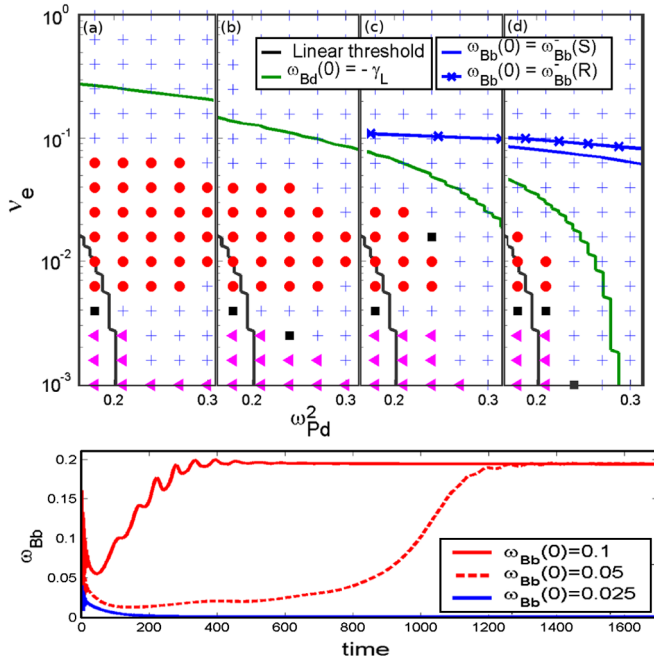 (a) (b) (c) (d)
Linear threshold
ω_Bd(0) = - γ_L
ω_Bb(0) = ω⁻_Bb(S)
ω_Bb(0) = ω⁻_Bb(R)
10⁰
10⁻¹
ν_e
10⁻²
10⁻³
0.2 0.3 0.2 0.3 0.2 0.3 0.2 0.3
ω²_Pd
0.2
0.15
0.1
0.05
0
ω_Bb
ω_Bb(0)=0.1
ω_Bb(0)=0.05
ω_Bb(0)=0.025
0 200 400 600 800 1000 1200 1400 1600
time